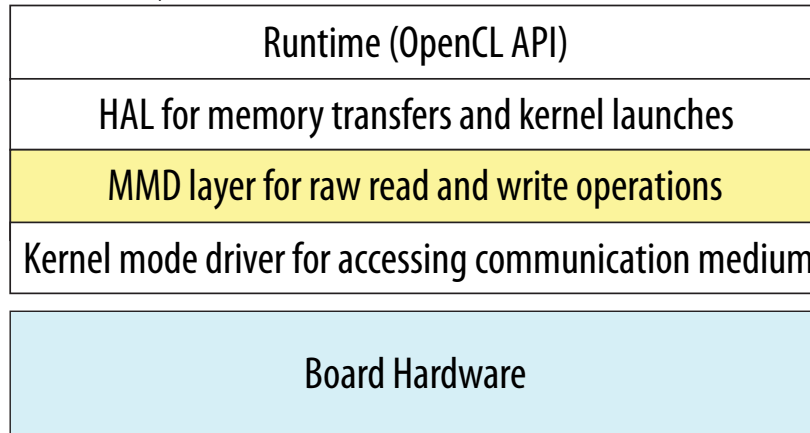 Runtime (OpenCL API)
HAL for memory transfers and kernel launches
MMD layer for raw read and write operations
Kernel mode driver for accessing communication medium
Board Hardware